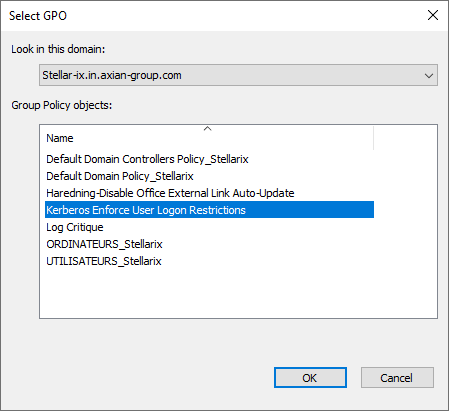 Select GPO
Look in this domain:
Stellar-ix.in.axian-group.com
Group Policy objects:
Name
Default Domain Controllers Policy_Stellarix
Default Domain Policy_Stellarix
Haredning-Disable Office External Link Auto-Update
Kerberos Enforce User Logon Restrictions
Log Critique
ORDINATEURS_Stellarix
UTILISATEURS_Stellarix
OK Cancel